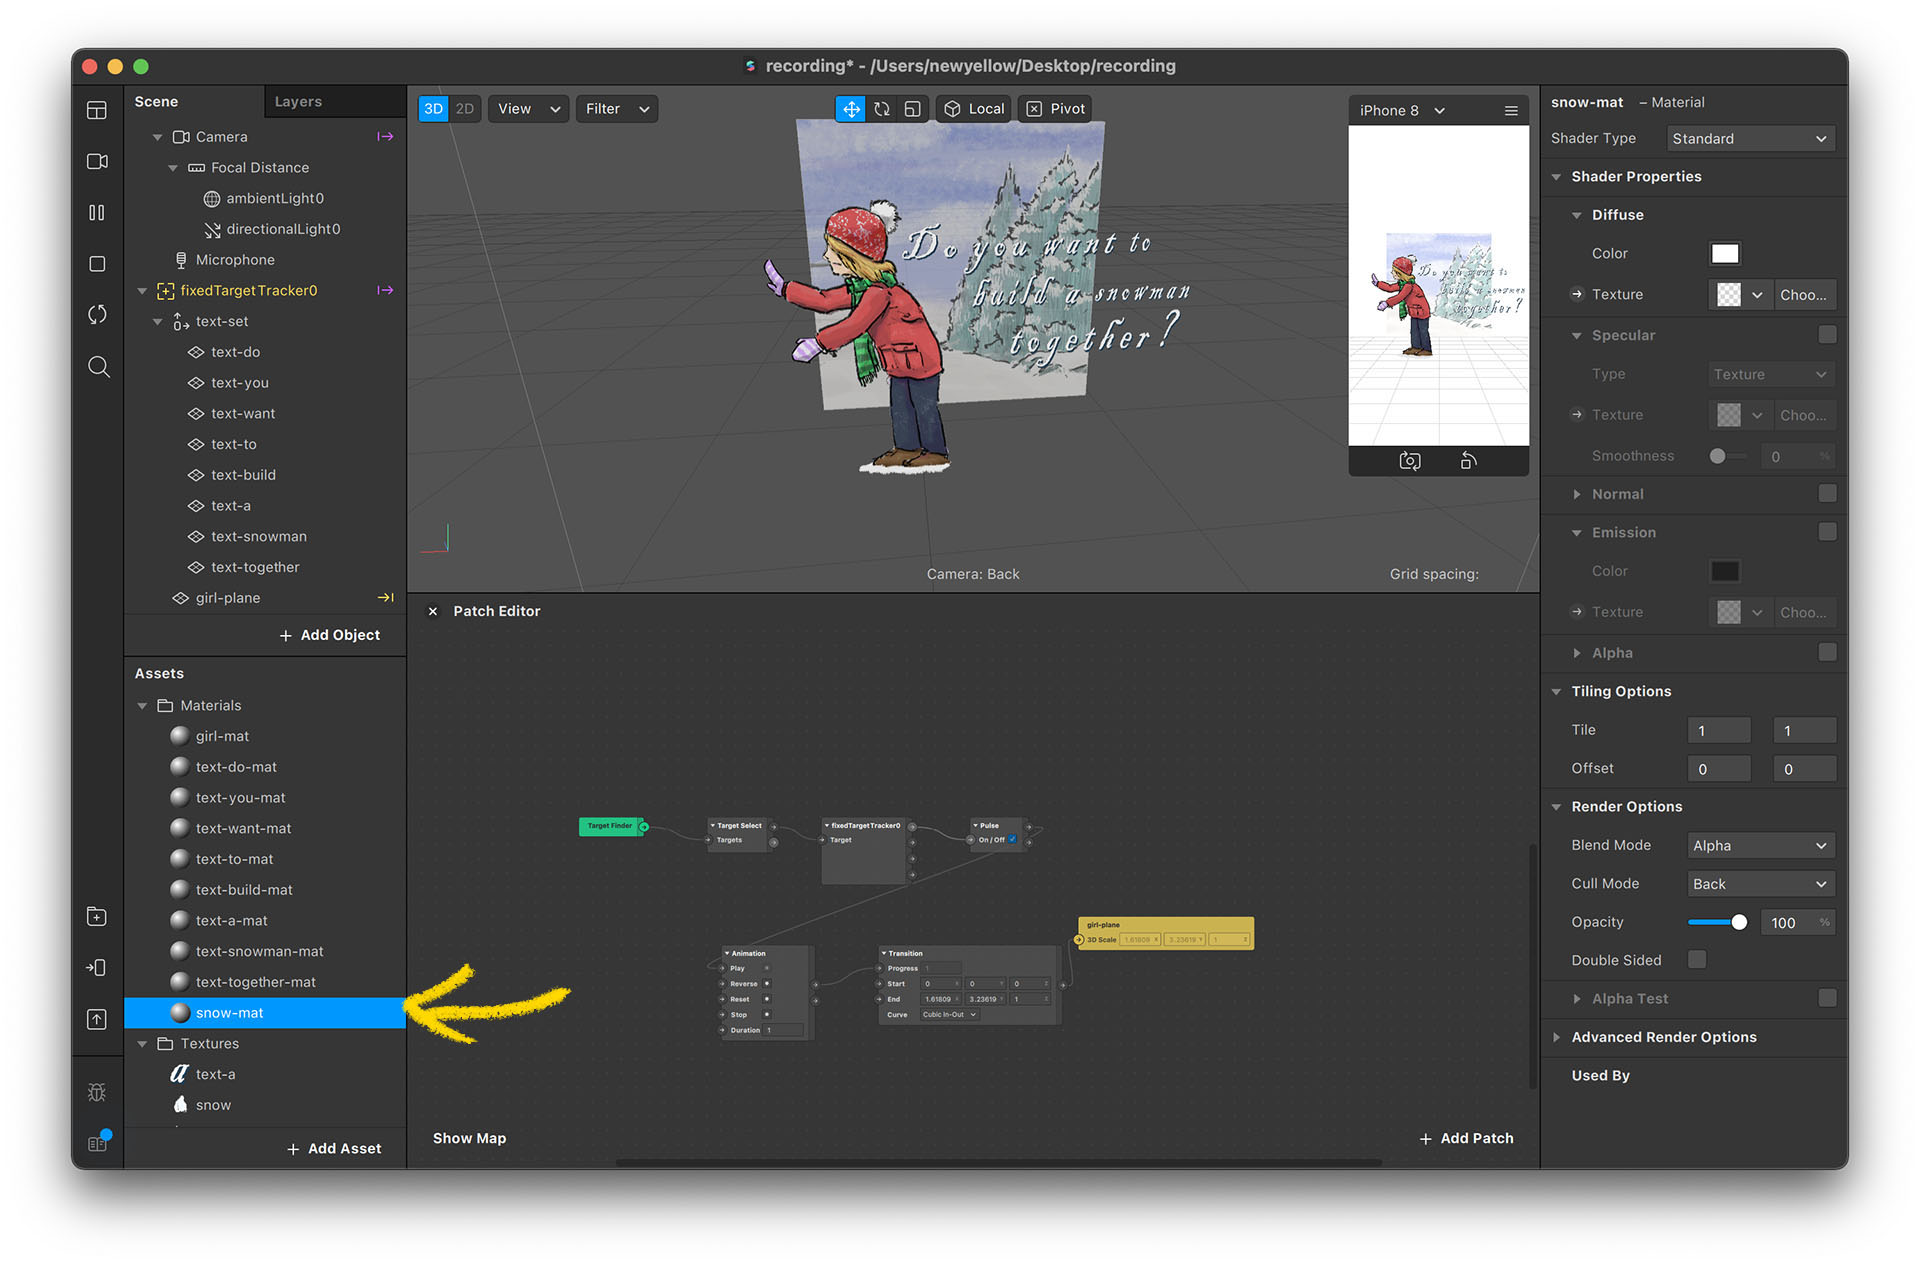 recording* - /Users/newyellow/Desktop/recording
Scene
Layers
Camera
Focal Distance
ambientLight0
directionalLight0
Microphone
fixedTargetTracker0
text-set
text-do
text-you
text-want
text-to
text-build
text-a
text-snowman
text-together
girl-plane
+ Add Object
Assets
Materials
girl-mat
text-do-mat
text-you-mat
text-want-mat
text-to-mat
text-build-mat
text-a-mat
text-snowman-mat
text-together-mat
snow-mat
Textures
a text-a
snow
+ Add Asset
3D 2D View Filter
Local Pivot
Do you want to
build a snowman
together?
Camera: Back
Grid spacing:
iPhone 8
Do you want to
build a snowman
together?
Patch Editor
Target Finder
Target Select
Targets
fixedTargetTracker0
Target
Pulse
On / Off
Animation
Play
Reverse
Reset
Stop
Duration 1
Transition
Progress 1
Start 0 0 0
End 1.61809 3.23619 1
Curve Cubic In-Out
girl-plane
3D Scale 1.61809 X 3.23619 Y 1 Z
Show Map
+ Add Patch
snow-mat – Material
Shader Type Standard
Shader Properties
Diffuse
Color
Texture Choo...
Specular
Type Texture
Texture Choo...
Smoothness 0 %
Normal
Emission
Color
Texture Choo...
Alpha
Tiling Options
Tile 1 1
Offset 0 0
Render Options
Blend Mode Alpha
Cull Mode Back
Opacity 100 %
Double Sided
Alpha Test
Advanced Render Options
Used By